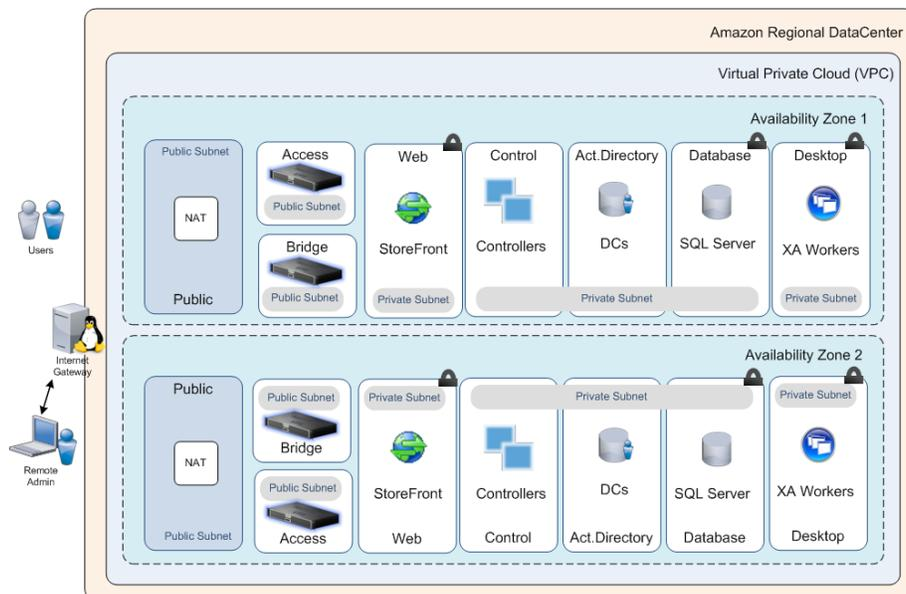 Amazon Regional DataCenter
Virtual Private Cloud (VPC)
Availability Zone 1
Public Subnet
NAT
Public
Access
Public Subnet
Bridge
Public Subnet
Web
StoreFront
Private Subnet
Control
Controllers
Act.Directory
DCs
Database
SQL Server
Private Subnet
Desktop
XA Workers
Private Subnet
Users
Internet
Gateway
Remote
Admin
Availability Zone 2
Public
NAT
Public Subnet
Public Subnet
Bridge
Public Subnet
Access
Private Subnet
StoreFront
Web
Private Subnet
Controllers
Control
DCs
Act.Directory
SQL Server
Database
Private Subnet
XA Workers
Desktop